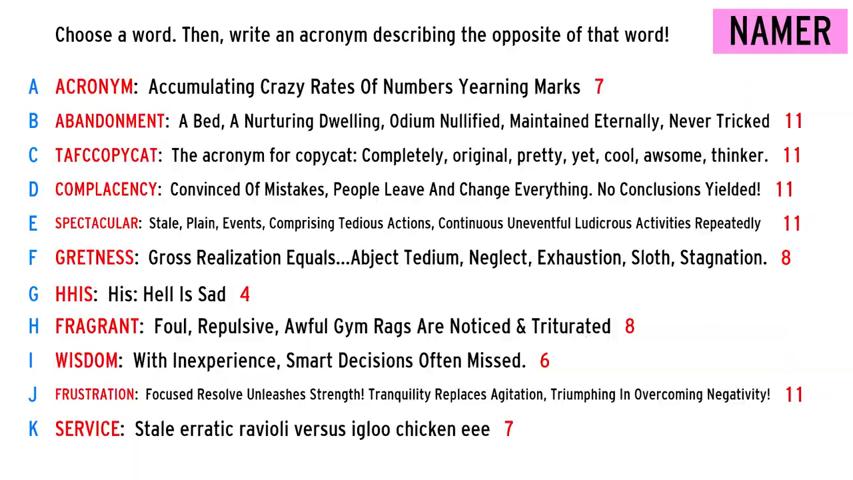 Choose a word. Then, write an acronym describing the opposite of that word!
NAMER
A ACRONYM: Accumulating Crazy Rates Of Numbers Yearning Marks 7
B ABANDONMENT: A Bed, A Nurturing Dwelling, Odium Nullified, Maintained Eternally, Never Tricked 11
C TAFCCOPYCAT: The acronym for copycat: Completely, original, pretty, yet, cool, awsome, thinker. 11
D COMPLACENCY: Convinced Of Mistakes, People Leave And Change Everything. No Conclusions Yielded! 11
E SPECTACULAR: Stale, Plain, Events, Comprising Tedious Actions, Continuous Uneventful Ludicrous Activities Repeatedly 11
F GRETNESS: Gross Realization Equals...Abject Tedium, Neglect, Exhaustion, Sloth, Stagnation. 8
G HHIS: His: Hell Is Sad 4
H FRAGRANT: Foul, Repulsive, Awful Gym Rags Are Noticed & Triturated 8
I WISDOM: With Inexperience, Smart Decisions Often Missed. 6
J FRUSTRATION: Focused Resolve Unleashes Strength! Tranquility Replaces Agitation, Triumphing In Overcoming Negativity! 11
K SERVICE: Stale erratic ravioli versus igloo chicken eee 7